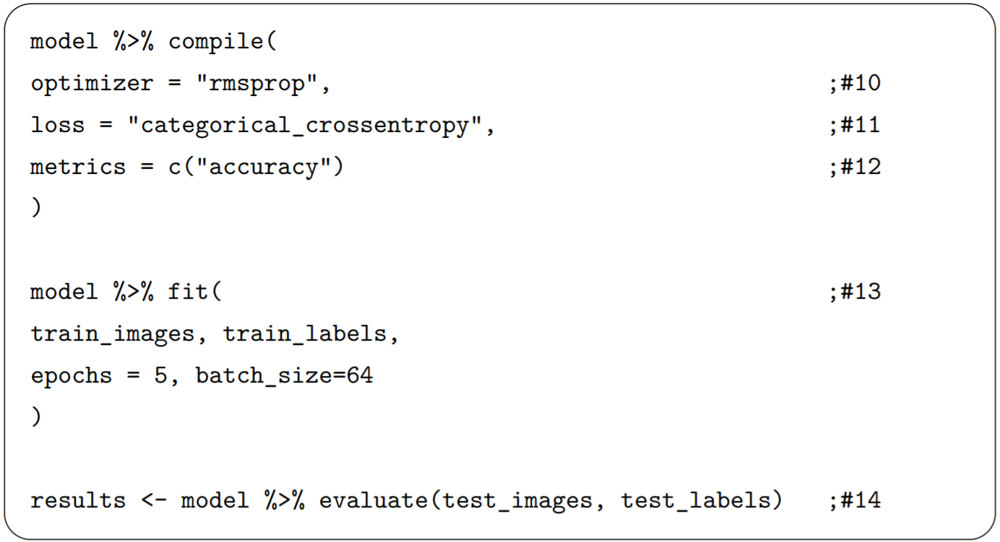 model %>% compile(
optimizer = "rmsprop", ;#10
loss = "categorical_crossentropy", ;#11
metrics = c("accuracy") ;#12
)
model %>% fit( ;#13
train_images, train_labels,
epochs = 5, batch_size=64
)
results <- model %>% evaluate(test_images, test_labels) ;#14